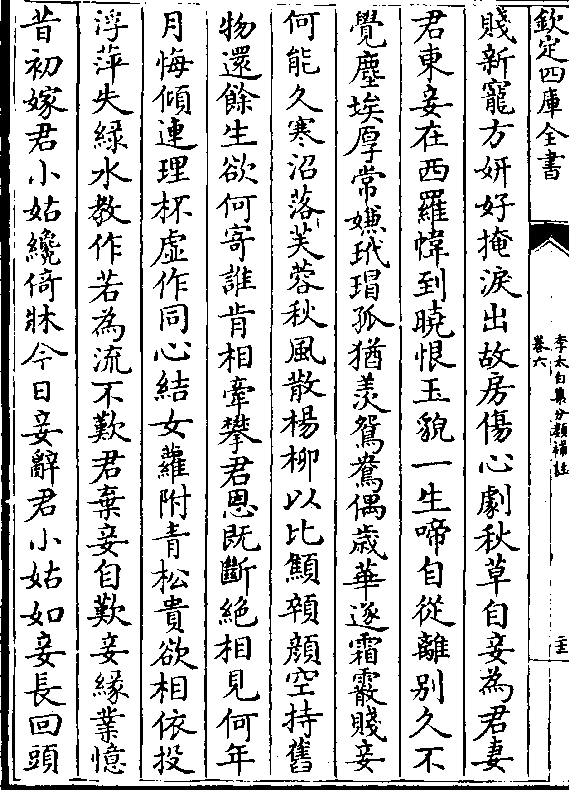 欽定四庫全書
李太白集分類補註
卷六
賤新寵方妍好掩淚出故房傷心劇秋草自妾為君妻
君東妾在西羅幃到曉恨玉貌一生啼自從離别久不
覺塵埃厚常嫌玳瑁孤猶羨鴛鴦偶歳華逐霜霰賤妾
何能久寒沼落芙蓉秋風散楊柳以比顦顇顔空持舊
物還餘生欲何寄誰肯相牽攀君恩既斷絶相見何年
月悔傾連理杯虚作同心結女蘿附青松貴欲相依投
浮萍失緑水教作若為流不歎君棄妾自歎妾緣業憶
昔初嫁君小姑纔倚牀今日妾辭君小姑如妾長回頭